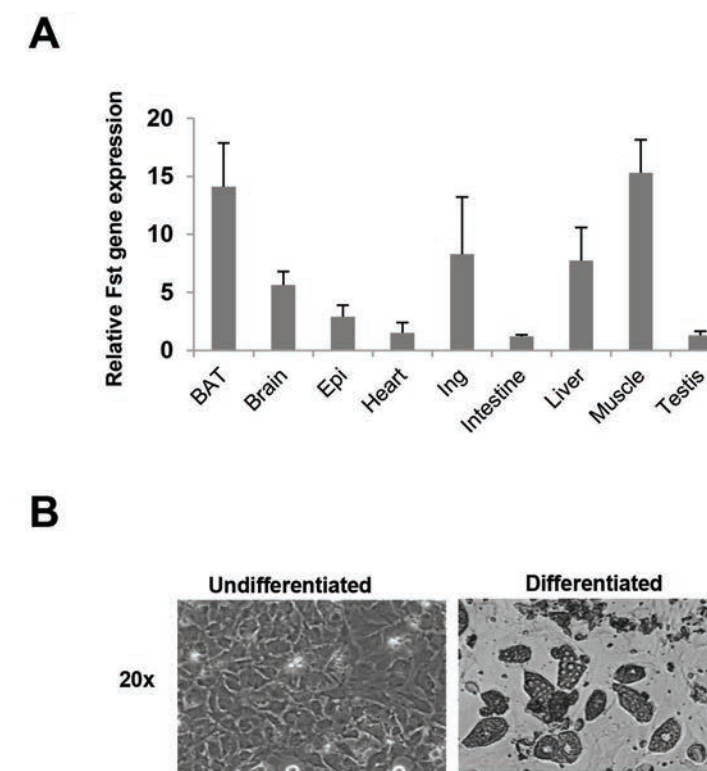 A
Relative Fst gene expression
20
15
10
5
0
BAT
Brain
Epi
Heart
Ing
Intestine
Liver
Muscle
Testis
B
Undifferentiated
Differentiated
20x